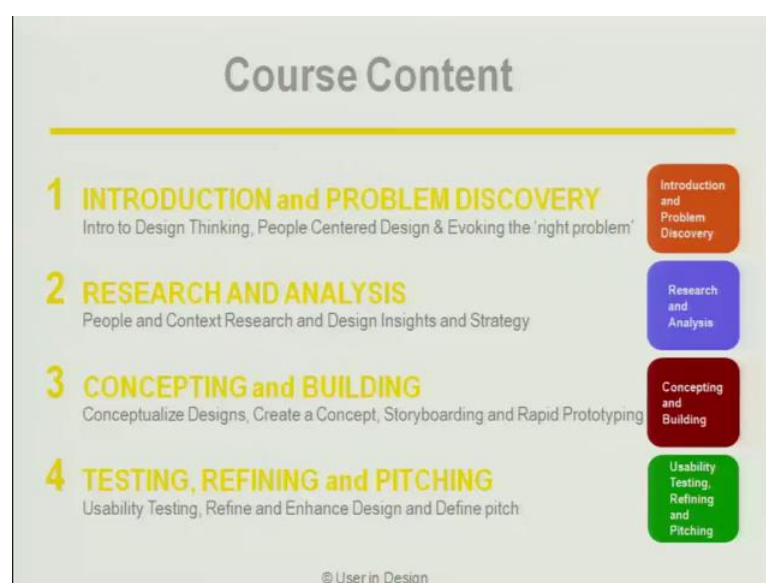 Course Content
1 INTRODUCTION and PROBLEM DISCOVERY
Intro to Design Thinking, People Centered Design & Evoking the 'right problem'
Introduction
and
Problem
Discovery
2 RESEARCH AND ANALYSIS
People and Context Research and Design Insights and Strategy
Research
and
Analysis
3 CONCEPTING and BUILDING
Conceptualize Designs, Create a Concept, Storyboarding and Rapid Prototyping
Concepting
and
Building
4 TESTING, REFINING and PITCHING
Usability Testing, Refine and Enhance Design and Define pitch
Usability
Testing,
Refining
and
Pitching
© User in Design